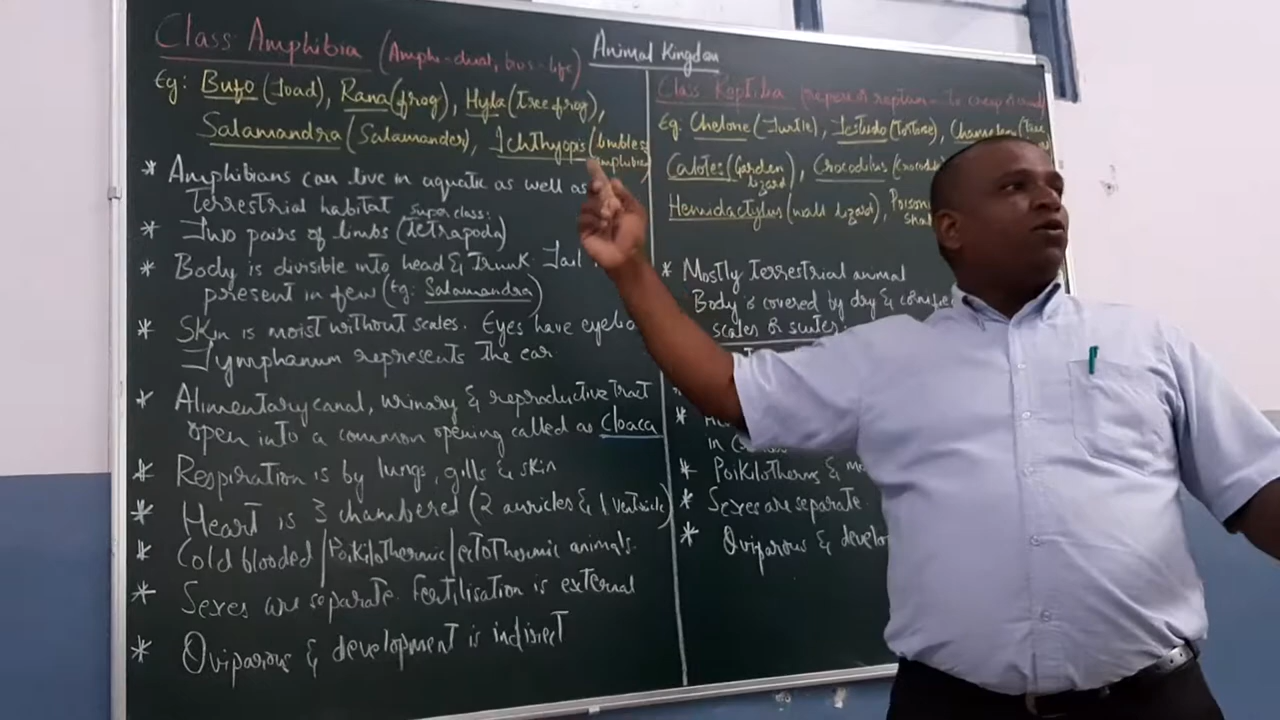 Animal Kingdom
Class Amphibia (Amphi-dual, bios-life)
Eg: Bufo (Toad), Rana (frog), Hyla (Tree frog),
Salamandra (Salamander), Ichthyopis (limbless
amphibia)
* Amphibians can live in aquatic as well as
Terrestrial habitat
* Two pairs of limbs (super class: Tetrapoda)
* Body is divisible into head & Trunk. Tail
present in few (Eg: Salamandra)
* Skin is moist without scales. Eyes have
Tymphanum represents the ear
* Alimentary canal, urinary & reproductive Tract
open into a common opening called as Cloaca
* Respiration is by lungs, gills & skin
* Heart is 3 chambered (2 auricles & 1 ventricle)
* Cold blooded/Poikilothermic/ectothermic animals.
* Sexes are separate. Fertilisation is external
* Oviparous & development is indirect
Class Reptilia
Eg: Chelone (Turtle), Testudo (Tortoise), (Tree
Calotes (Garden lizard), Crocodilus
Hemidactylus (wall lizard),
* Mostly Terrestrial animal
Body is covered by dry &
scales or scutes.
in
* Poikilotherms &
* Sexes are separate.
* Oviparous &